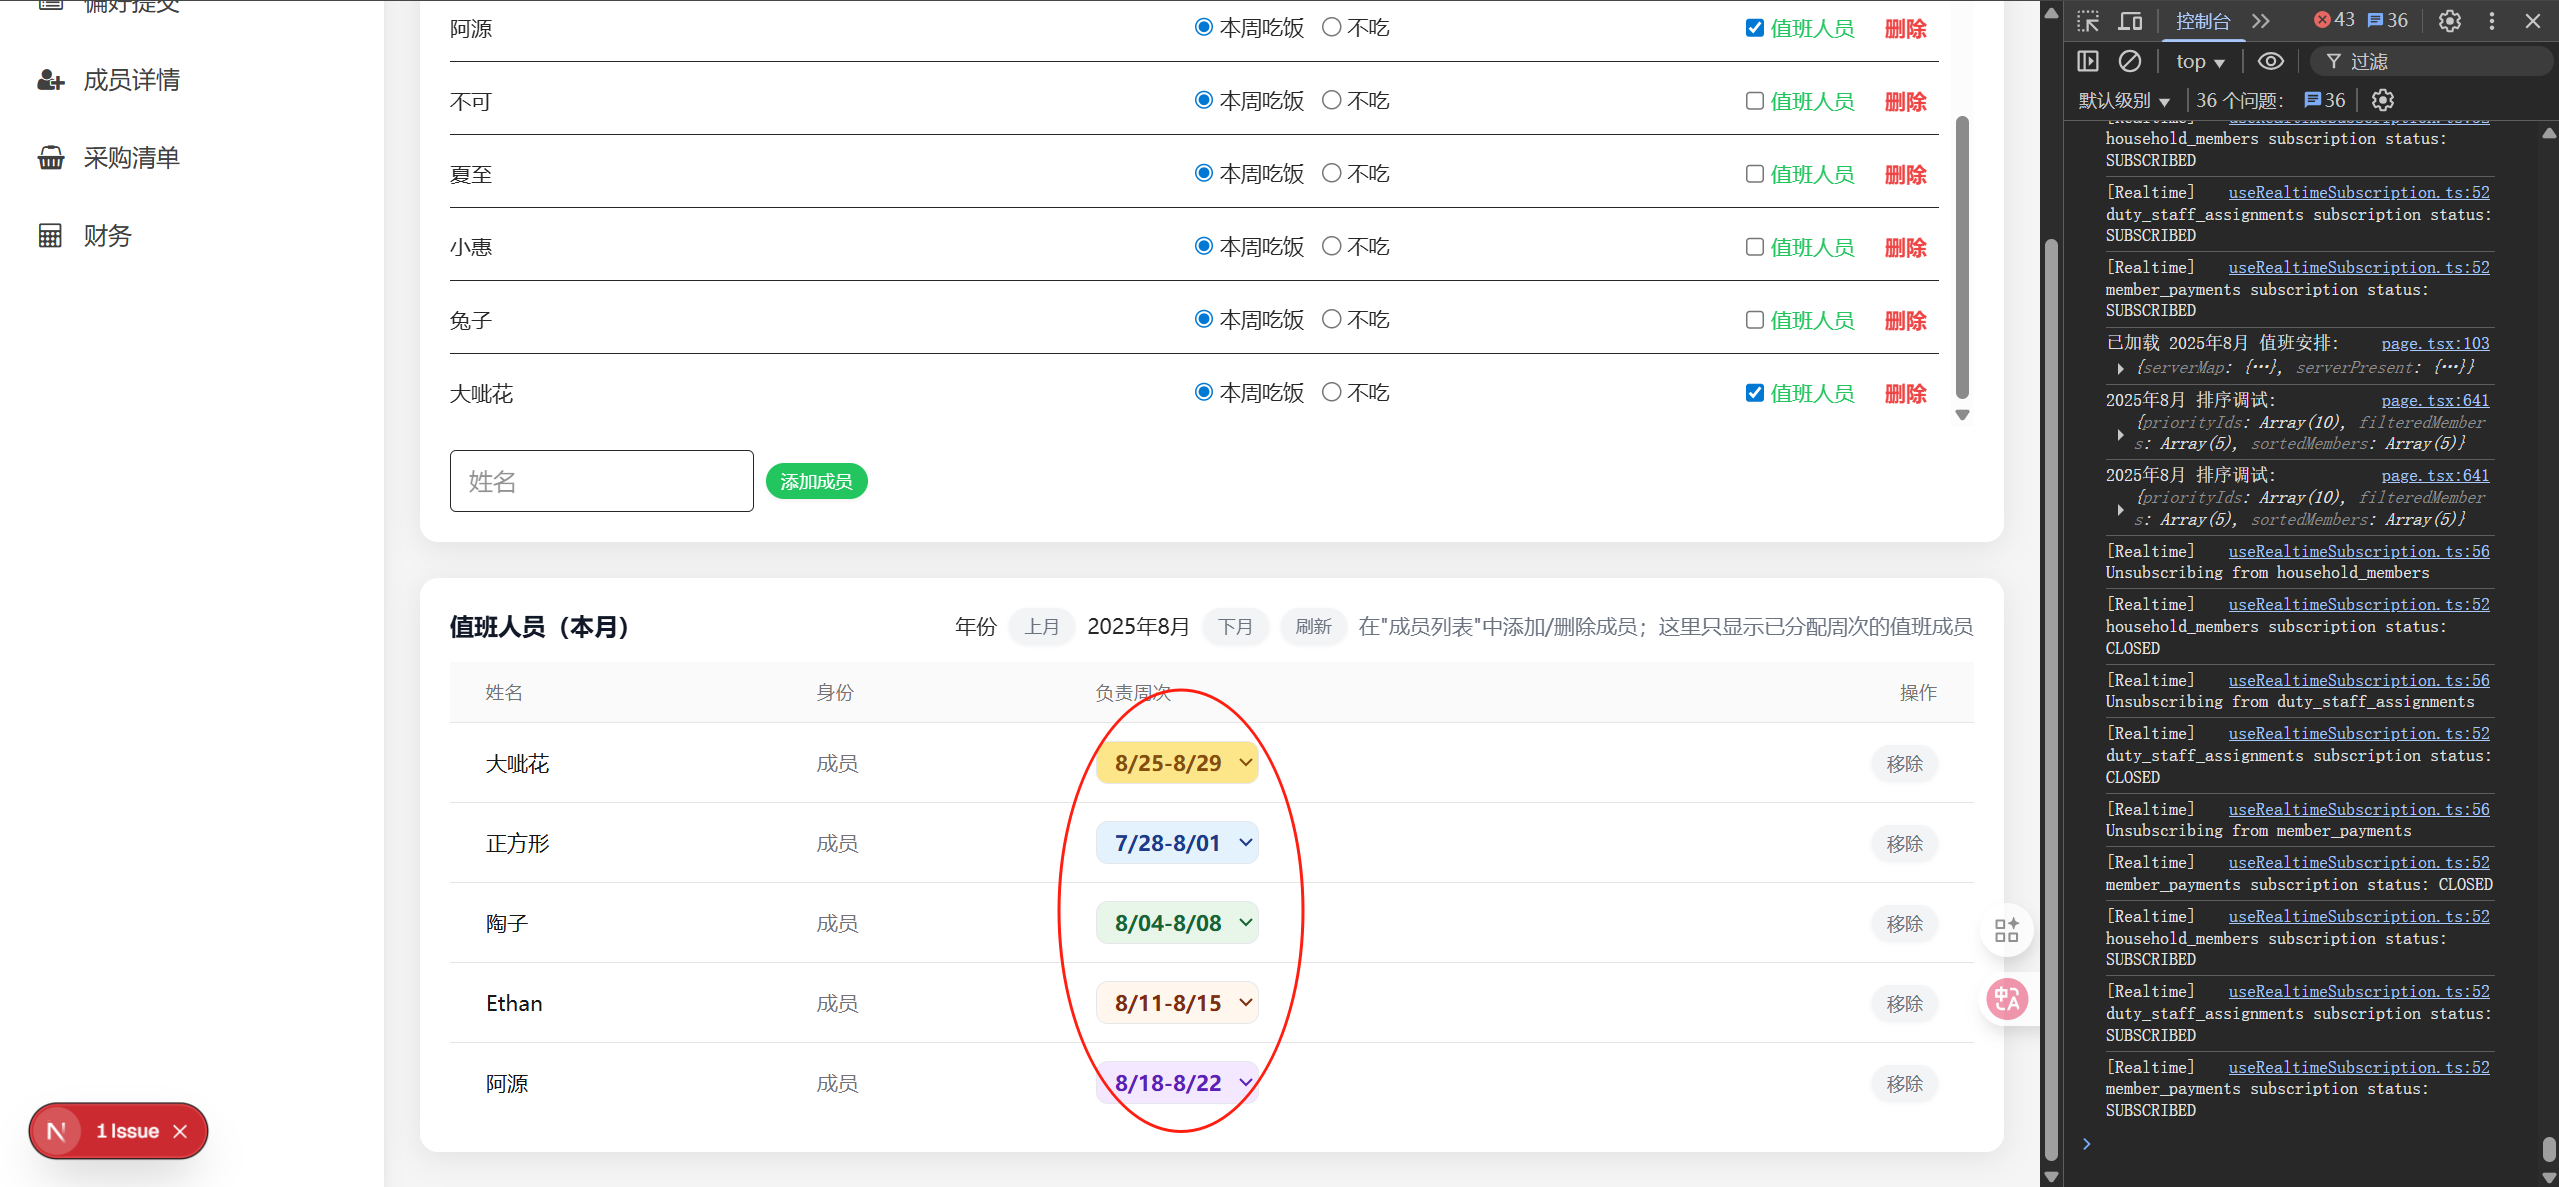 偏好提交
成员详情
采购清单
财务
1 Issue
阿源 本周吃饭 不吃 值班人员 删除
不可 本周吃饭 不吃 值班人员 删除
夏至 本周吃饭 不吃 值班人员 删除
小惠 本周吃饭 不吃 值班人员 删除
兔子 本周吃饭 不吃 值班人员 删除
大呲花 本周吃饭 不吃 值班人员 删除
姓名 添加成员
值班人员（本月） 年份 上月 2025年8月 下月 刷新 在"成员列表"中添加/删除成员；这里只显示已分配周次的值班成员
姓名 身份 负责周次 操作
大呲花 成员 8/25-8/29 移除
正方形 成员 7/28-8/01 移除
陶子 成员 8/04-8/08 移除
Ethan 成员 8/11-8/15 移除
阿源 成员 8/18-8/22 移除
中A
控制台 43 36
top 过滤
默认级别 36 个问题： 36
[Realtime] useRealtimeSubscription.ts:52
household_members subscription status:
SUBSCRIBED
[Realtime] useRealtimeSubscription.ts:52
duty_staff_assignments subscription status:
SUBSCRIBED
[Realtime] useRealtimeSubscription.ts:52
member_payments subscription status:
SUBSCRIBED
已加载 2025年8月 值班安排: page.tsx:103
{serverMap: {…}, serverPresent: {…}}
2025年8月 排序调试: page.tsx:641
{priorityIds: Array(10), filteredMember
s: Array(5), sortedMembers: Array(5)}
2025年8月 排序调试: page.tsx:641
{priorityIds: Array(10), filteredMember
s: Array(5), sortedMembers: Array(5)}
[Realtime] useRealtimeSubscription.ts:56
Unsubscribing from household_members
[Realtime] useRealtimeSubscription.ts:52
household_members subscription status:
CLOSED
[Realtime] useRealtimeSubscription.ts:56
Unsubscribing from duty_staff_assignments
[Realtime] useRealtimeSubscription.ts:52
duty_staff_assignments subscription status:
CLOSED
[Realtime] useRealtimeSubscription.ts:56
Unsubscribing from member_payments
[Realtime] useRealtimeSubscription.ts:52
member_payments subscription status: CLOSED
[Realtime] useRealtimeSubscription.ts:52
household_members subscription status:
SUBSCRIBED
[Realtime] useRealtimeSubscription.ts:52
duty_staff_assignments subscription status:
SUBSCRIBED
[Realtime] useRealtimeSubscription.ts:52
member_payments subscription status:
SUBSCRIBED